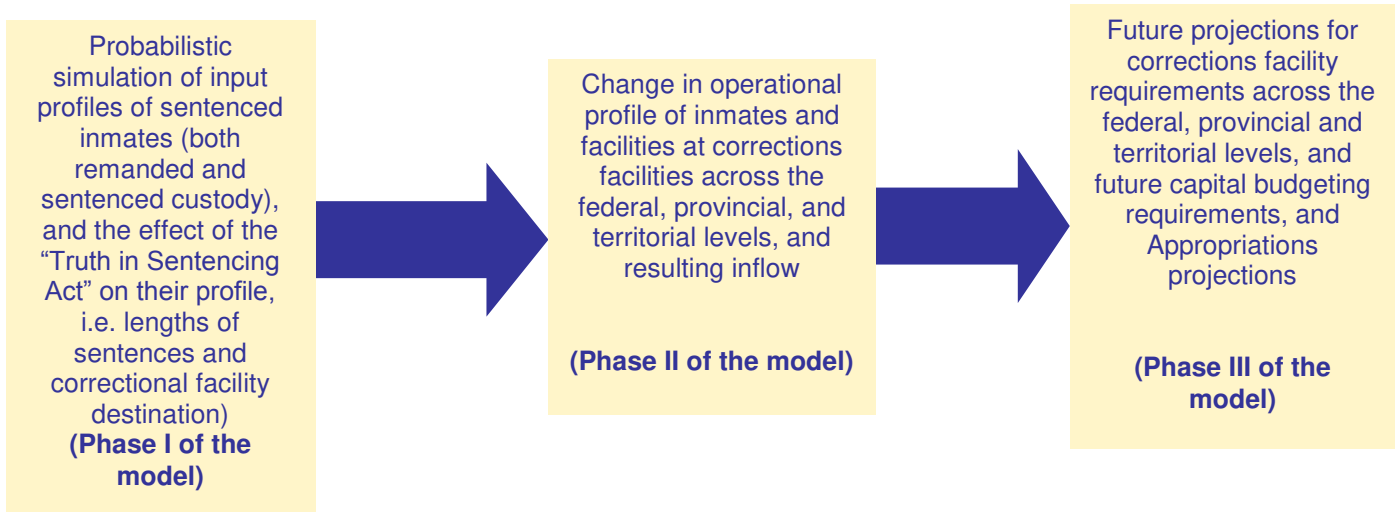 Probabilistic
simulation of input
profiles of sentenced
inmates (both
remanded and
sentenced custody),
and the effect of the
“Truth in Sentencing
Act” on their profile,
i.e. lengths of
sentences and
correctional facility
destination)
(Phase I of the
model)
Change in operational
profile of inmates and
facilities at corrections
facilities across the
federal, provincial, and
territorial levels, and
resulting inflow
(Phase II of the model)
Future projections for
corrections facility
requirements across the
federal, provincial and
territorial levels, and
future capital budgeting
requirements, and
Appropriations
projections
(Phase III of the
model)